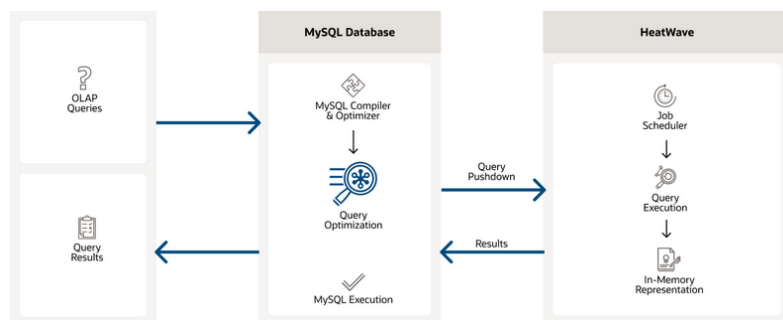 OLAP
Queries
Query
Results
MySQL Database
MySQL Compiler
& Optimizer
Query
Optimization
MySQL Execution
Query
Pushdown
Results
HeatWave
Job
Scheduler
Query
Execution
In-Memory
Representation